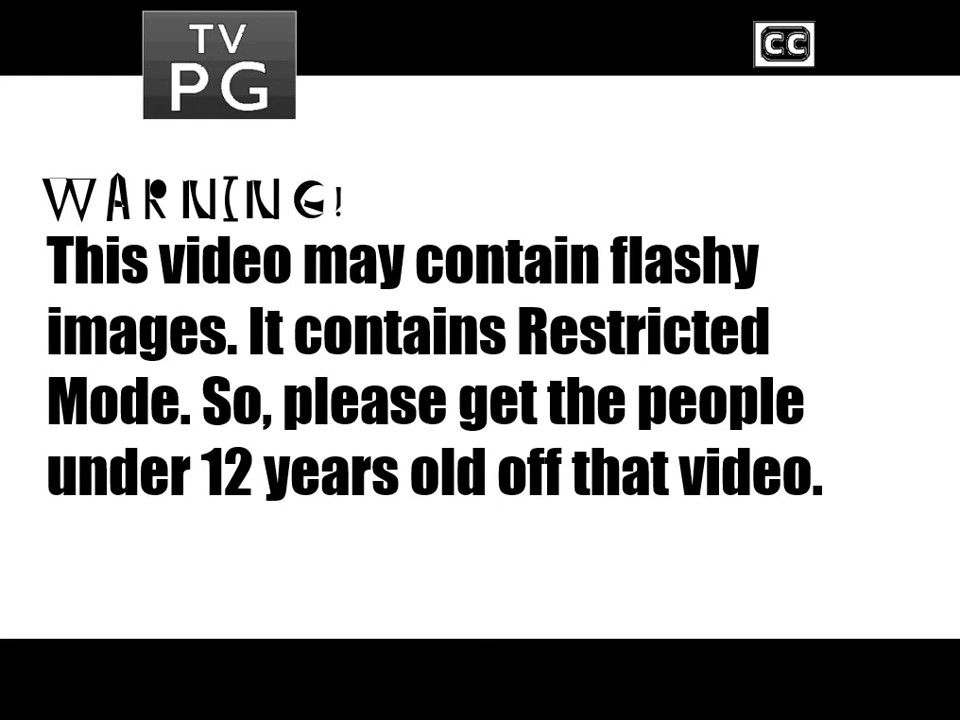 TV
PG
CC
WARNING!
This video may contain flashy
images. It contains Restricted
Mode. So, please get the people
under 12 years old off that video.